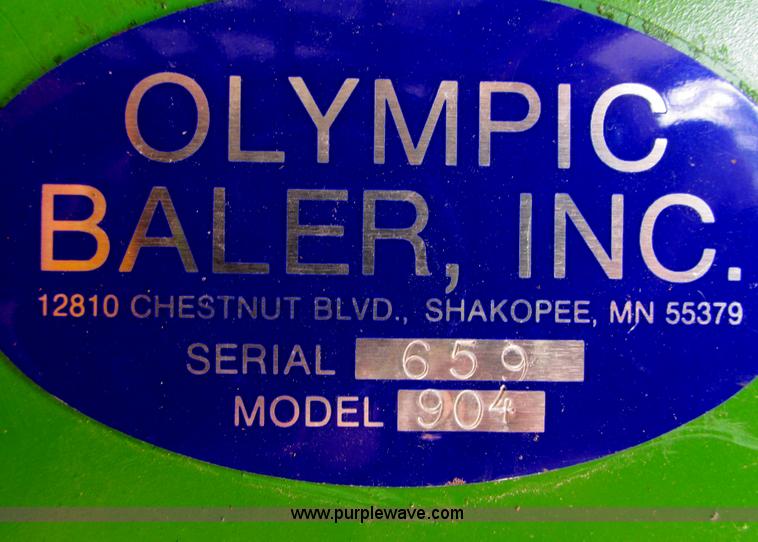 OLYMPIC
BALER, INC.
12810 CHESTNUT BLVD., SHAKOPEE, MN 55379
SERIAL 659
MODEL 904
www.purplewave.com